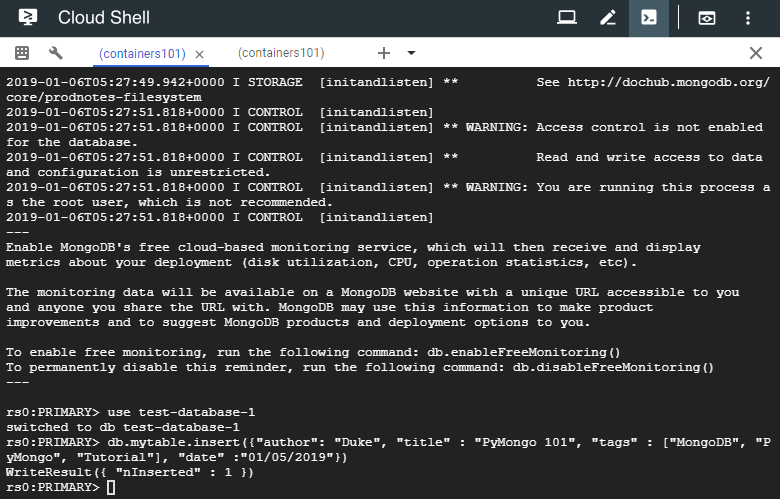 Cloud Shell
(containers101) × (containers101) +
2019-01-06T05:27:49.942+0000 I STORAGE  [initandlisten] **          See http://dochub.mongodb.org/
core/prodnotes-filesystem
2019-01-06T05:27:51.818+0000 I CONTROL  [initandlisten]
2019-01-06T05:27:51.818+0000 I CONTROL  [initandlisten] ** WARNING: Access control is not enabled
for the database.
2019-01-06T05:27:51.818+0000 I CONTROL  [initandlisten] **          Read and write access to data
and configuration is unrestricted.
2019-01-06T05:27:51.818+0000 I CONTROL  [initandlisten] ** WARNING: You are running this process a
s the root user, which is not recommended.
2019-01-06T05:27:51.818+0000 I CONTROL  [initandlisten]
---
Enable MongoDB's free cloud-based monitoring service, which will then receive and display
metrics about your deployment (disk utilization, CPU, operation statistics, etc).
The monitoring data will be available on a MongoDB website with a unique URL accessible to you
and anyone you share the URL with. MongoDB may use this information to make product
improvements and to suggest MongoDB products and deployment options to you.
To enable free monitoring, run the following command: db.enableFreeMonitoring()
To permanently disable this reminder, run the following command: db.disableFreeMonitoring()
---
rs0:PRIMARY> use test-database-1
switched to db test-database-1
rs0:PRIMARY> db.mytable.insert({"author": "Duke", "title" : "PyMongo 101", "tags" : ["MongoDB", "P
yMongo", "Tutorial"], "date" :"01/05/2019"})
WriteResult({ "nInserted" : 1 })
rs0:PRIMARY>